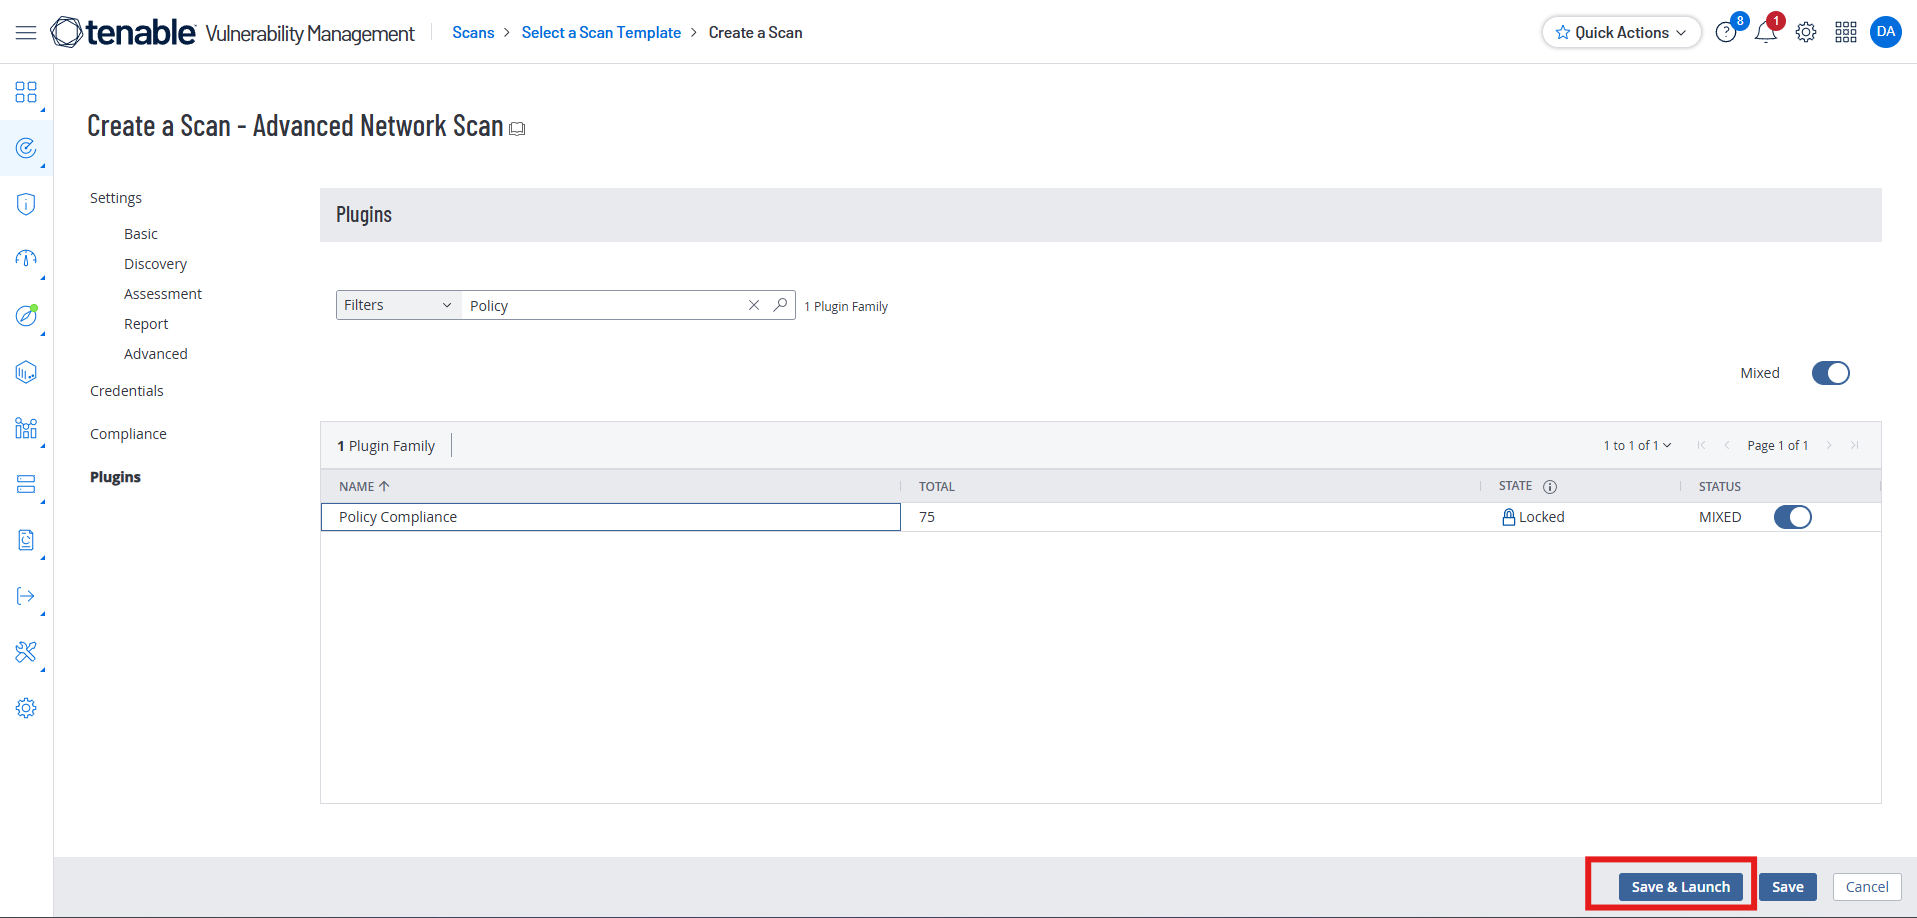 tenable Vulnerability Management
Scans > Select a Scan Template > Create a Scan
Quick Actions
8
1
DA
Create a Scan - Advanced Network Scan
Settings
Basic
Discovery
Assessment
Report
Advanced
Credentials
Compliance
Plugins
Plugins
Filters
Policy
1 Plugin Family
Mixed
1 Plugin Family
1 to 1 of 1
Page 1 of 1
NAME TOTAL STATE STATUS
Policy Compliance 75 Locked MIXED
Save & Launch
Save
Cancel